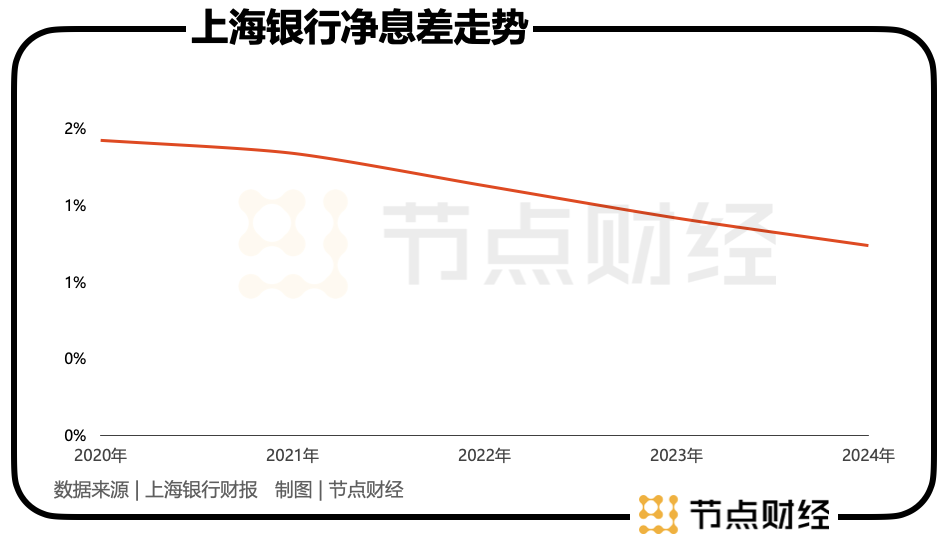 上海银行净息差走势
2%
1%
1%
0%
0%
2020年 2021年 2022年 2023年 2024年
节点财经
数据来源 | 上海银行财报 制图 | 节点财经
节点财经